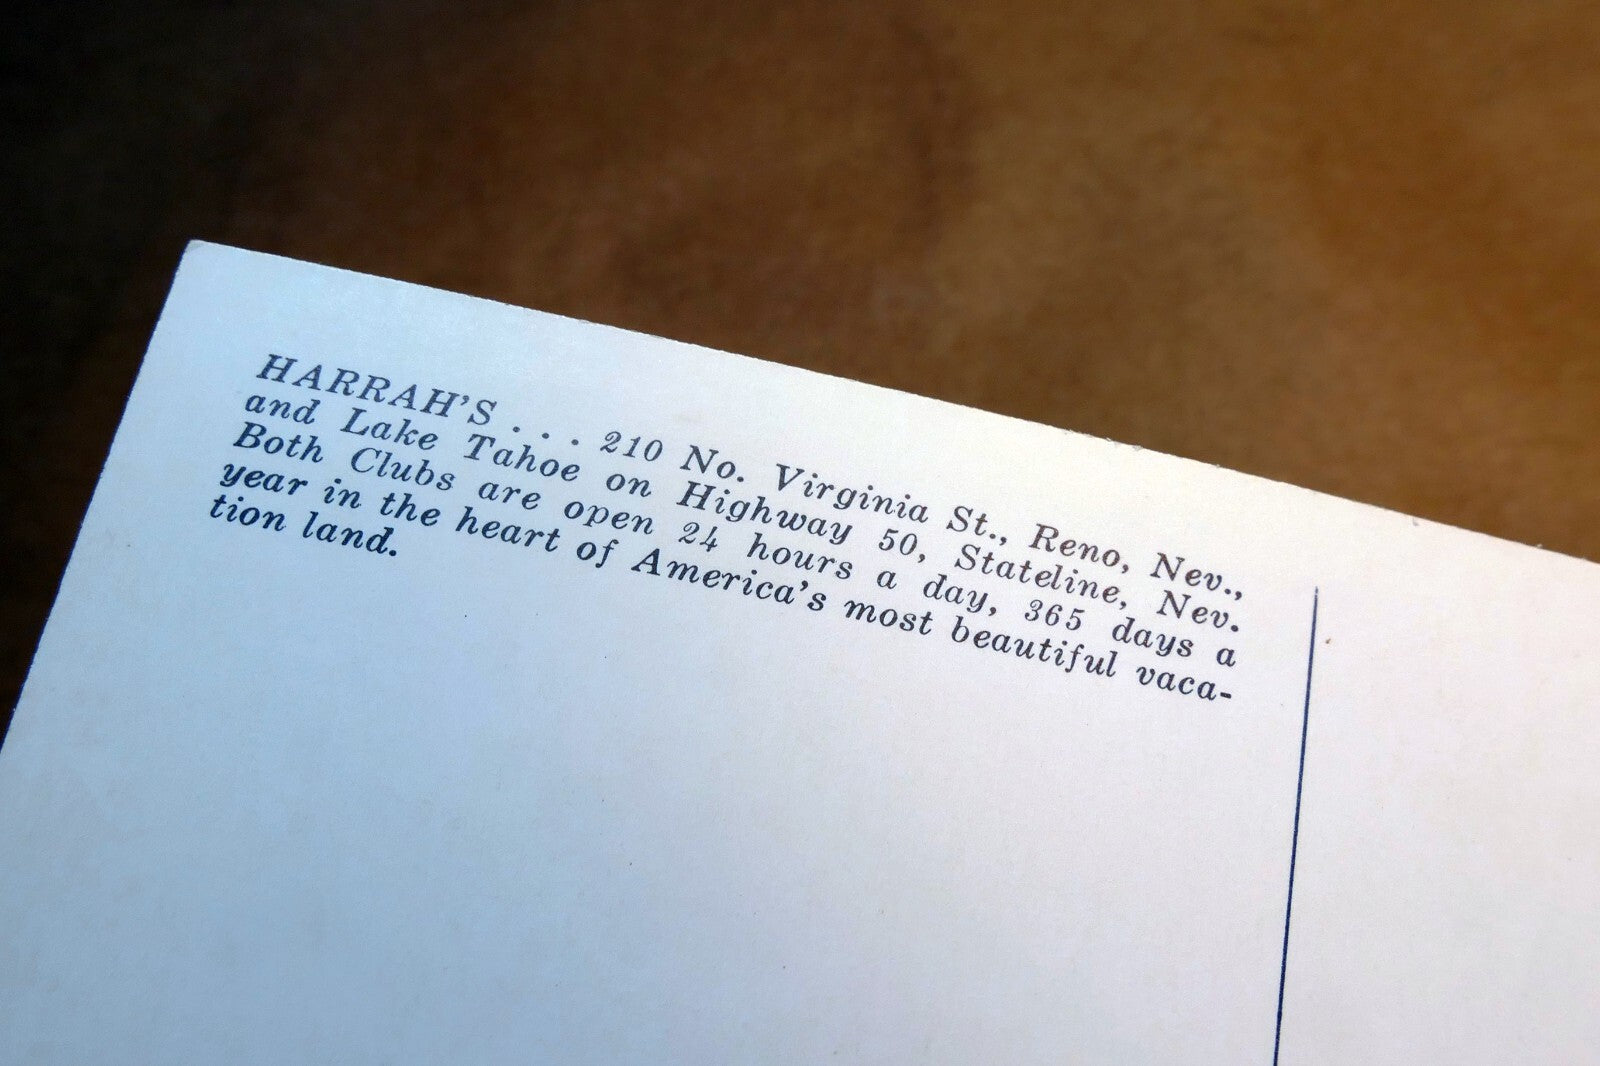 HARRAH'S . . . 210 No. Virginia St., Reno, Nev.,
and Lake Tahoe on Highway 50, Stateline, Nev.
Both Clubs are open 24 hours a day, 365 days a
year in the heart of America's most beautiful vaca-
tion land.